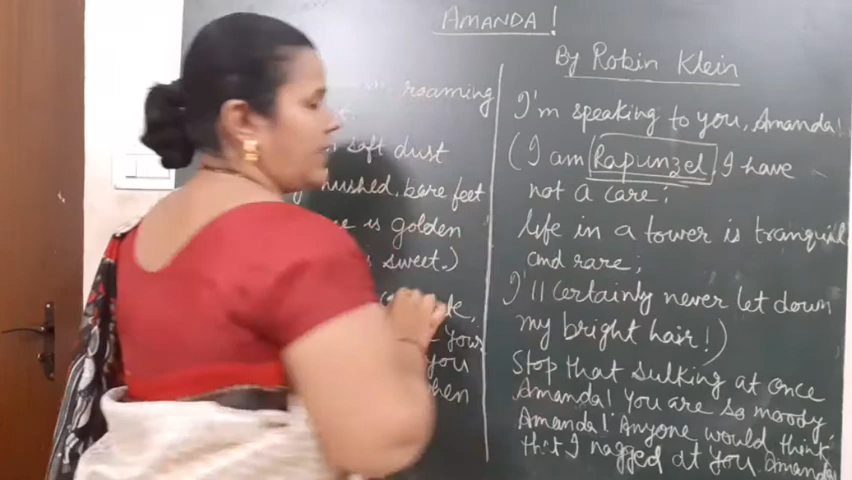 AMANDA!
By Robin Klein
roaming
soft dust
hushed, bare feet
is golden
is sweet.)
your
you
I'm speaking to you, Amanda!
(I am Rapunzel, I have
not a care;
life in a tower is tranquil
and rare;
I'll certainly never let down
my bright hair!)
Stop that sulking at once
Amanda! You are so moody
Amanda! Anyone would think
that I nagged at you Amanda